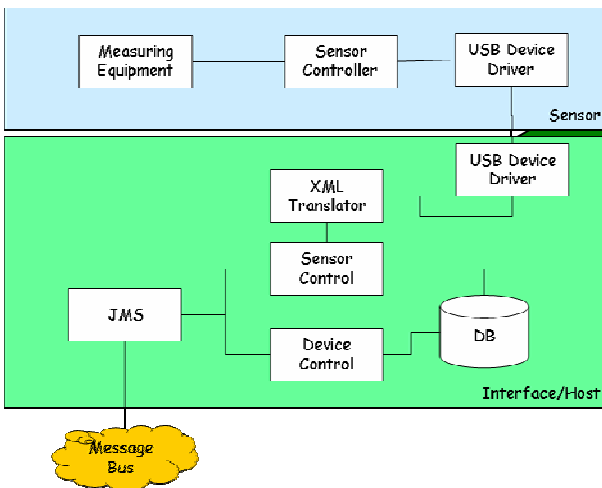 Measuring
Equipment
Sensor
Controller
USB Device
Driver
Sensor
USB Device
Driver
XML
Translator
Sensor
Control
JMS
Device
Control
DB
Interface/Host
Message
Bus